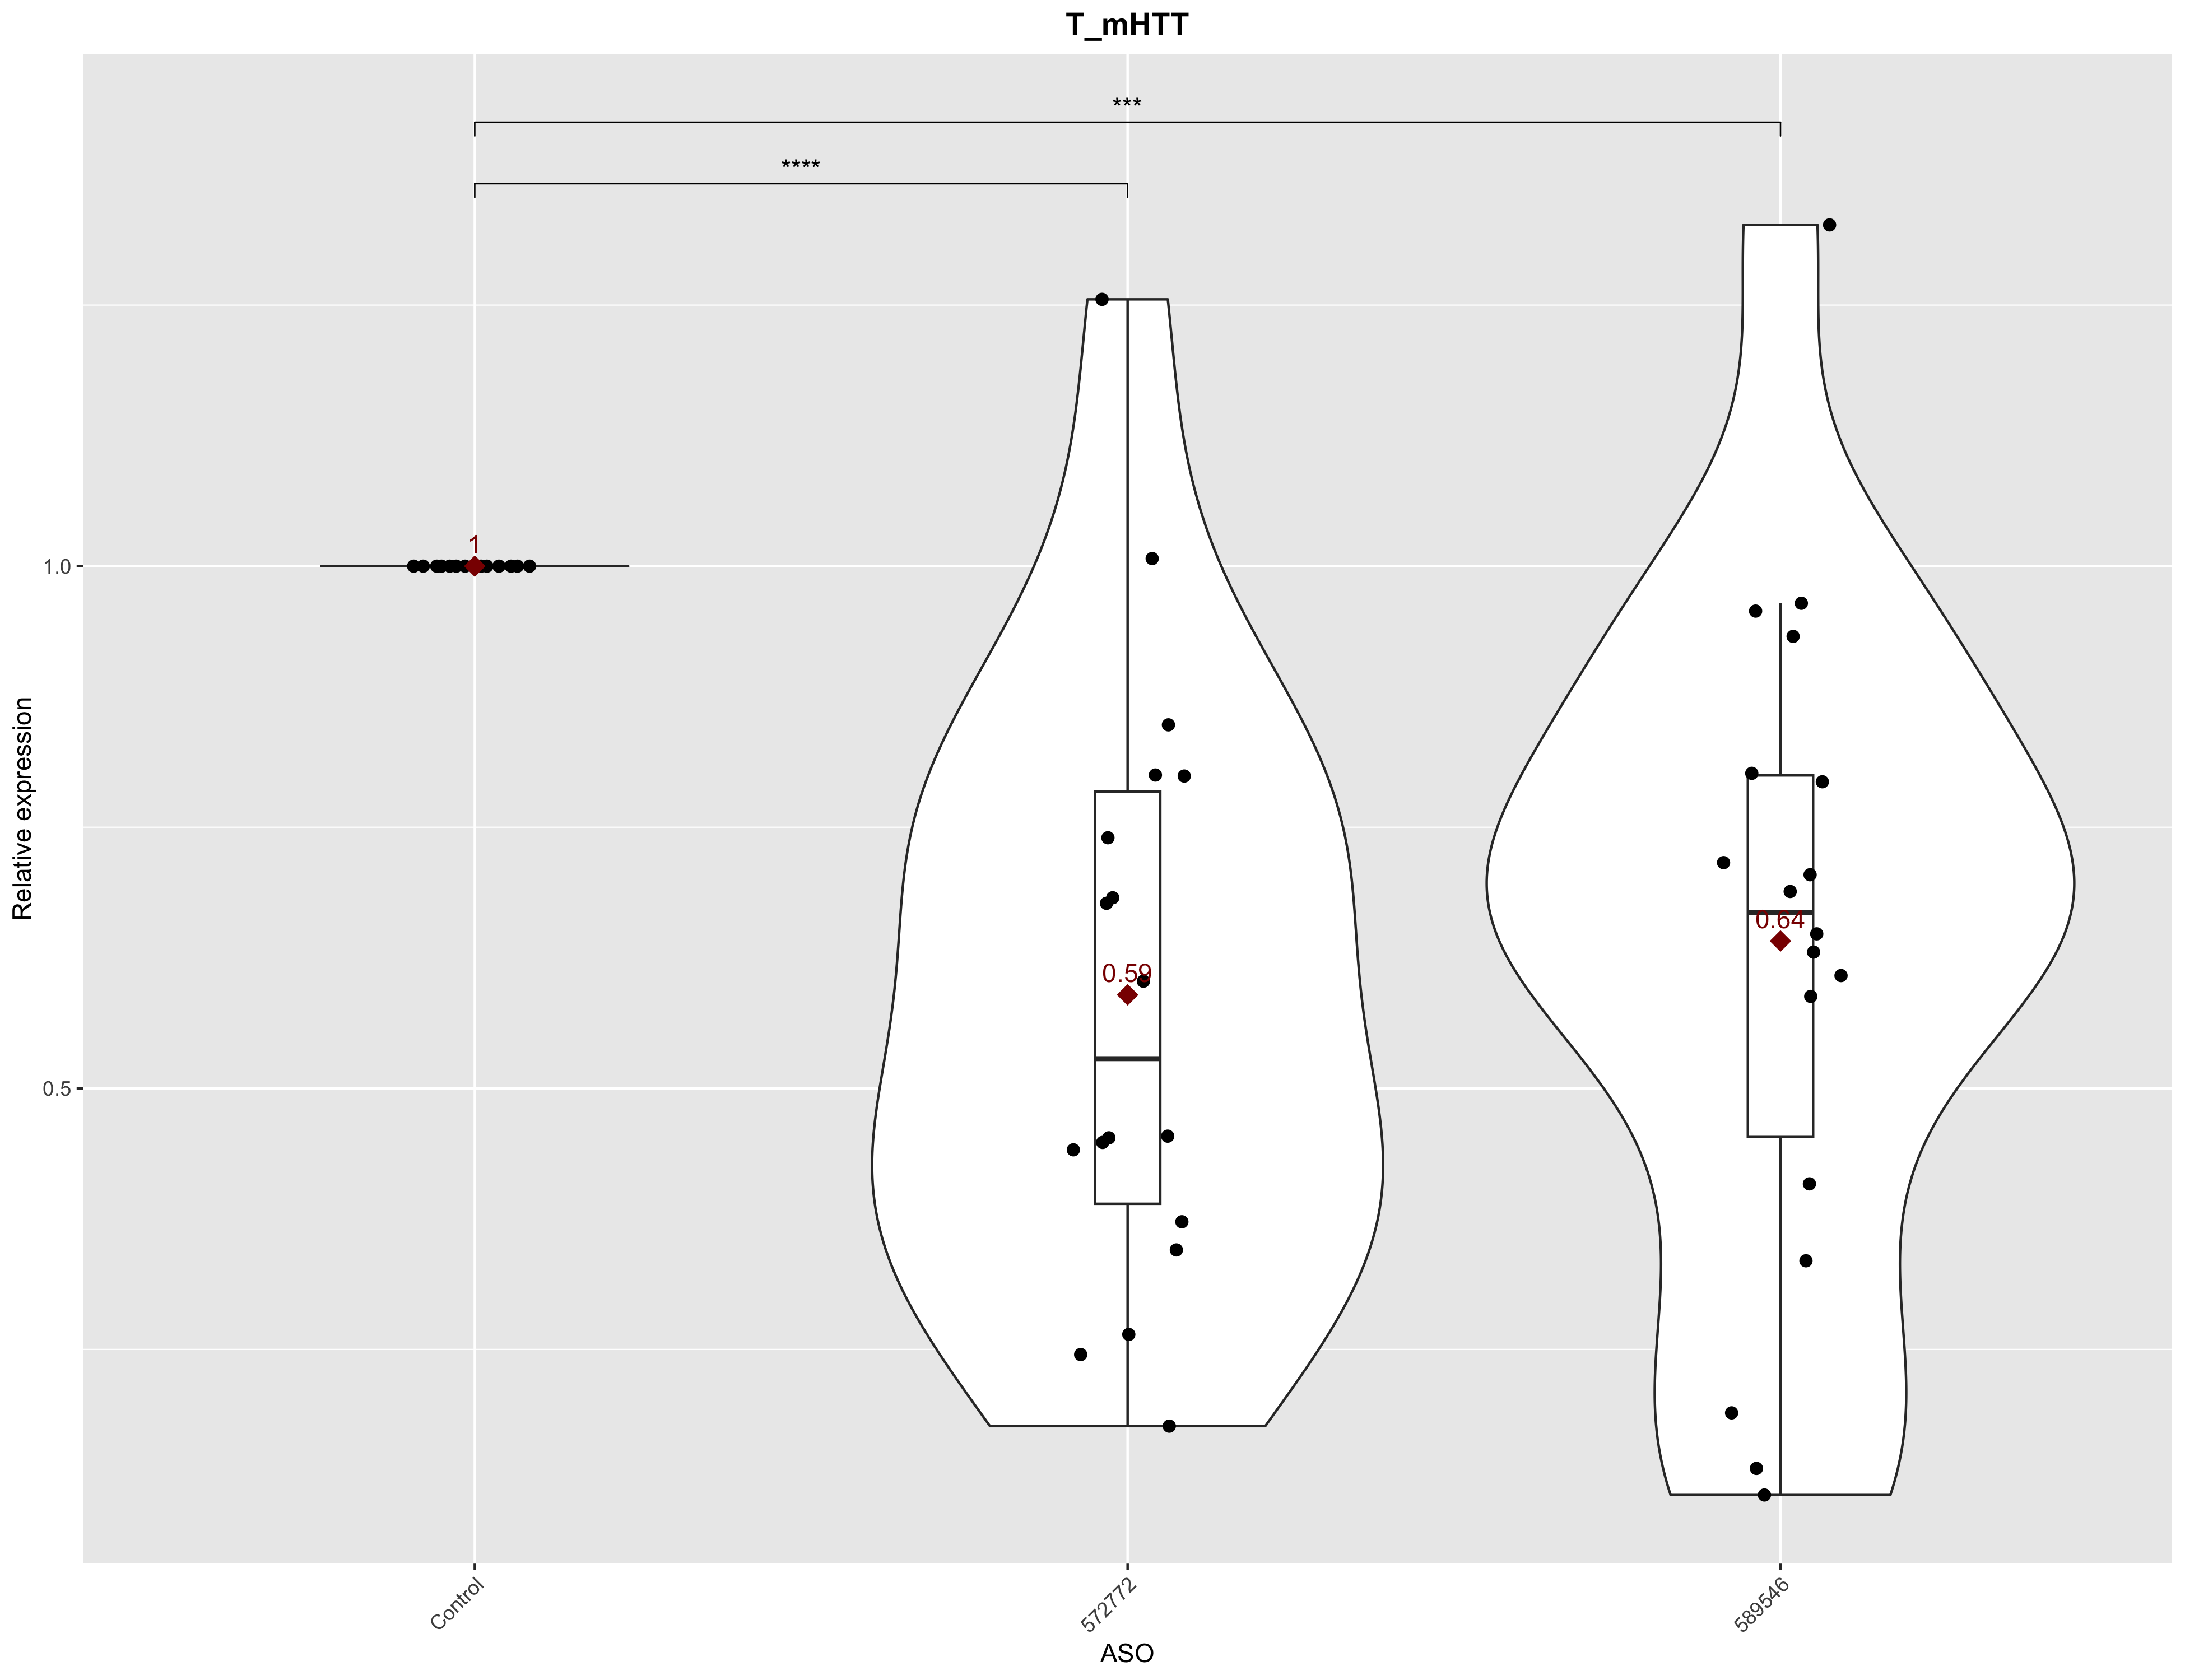 T_mHTT
***
****
1
1.0
0.64
0.59
0.5
Relative expression
Control
572772
589546
ASO